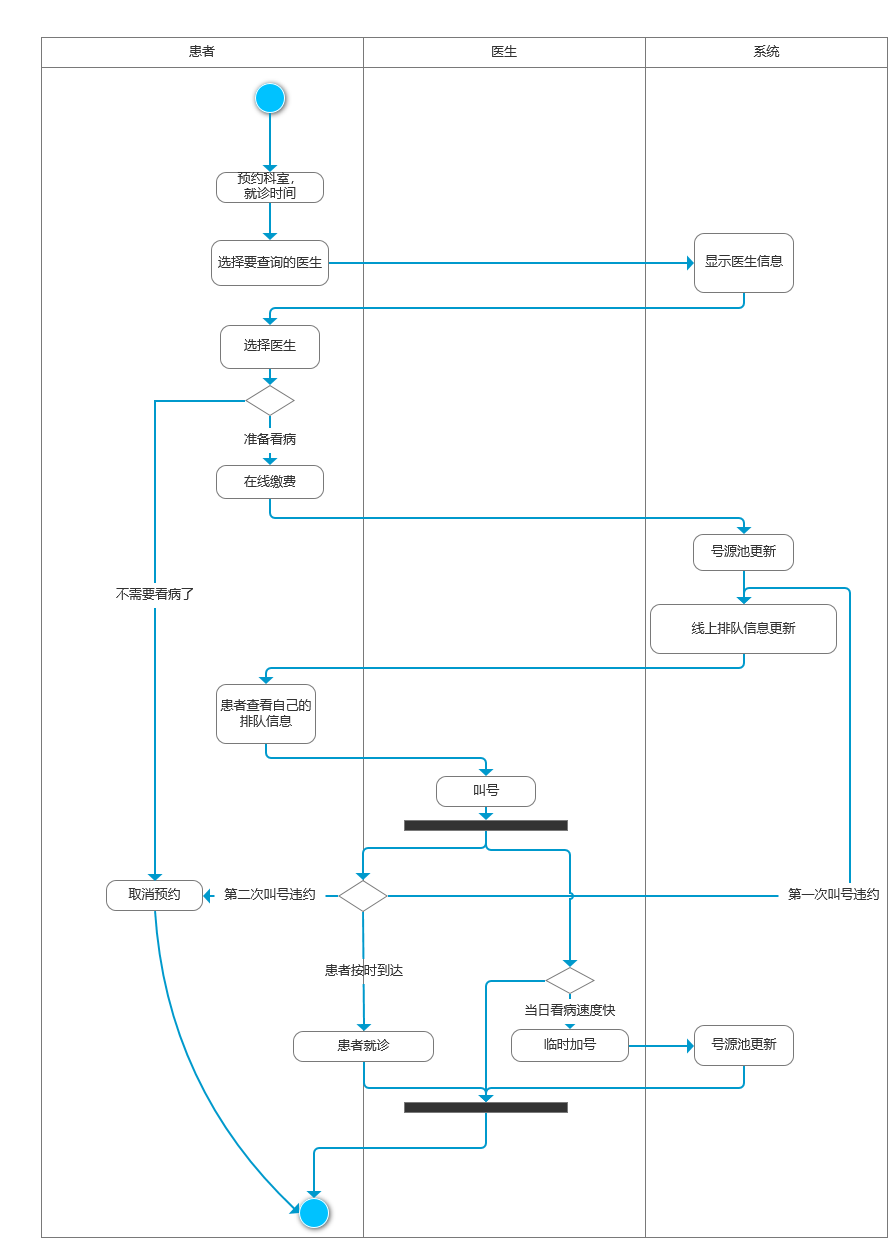 患者
医生
系统
预约科室,
就诊时间
选择要查询的医生
显示医生信息
选择医生
准备看病
在线缴费
号源池更新
不需要看病了
线上排队信息更新
患者查看自己的
排队信息
叫号
取消预约
第二次叫号违约
第一次叫号违约
患者按时到达
当日看病速度快
患者就诊
临时加号
号源池更新